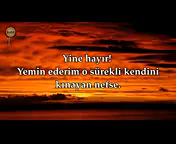 Yine hayır!
Yemin ederim o sürekli kendini
kınayan nefse.